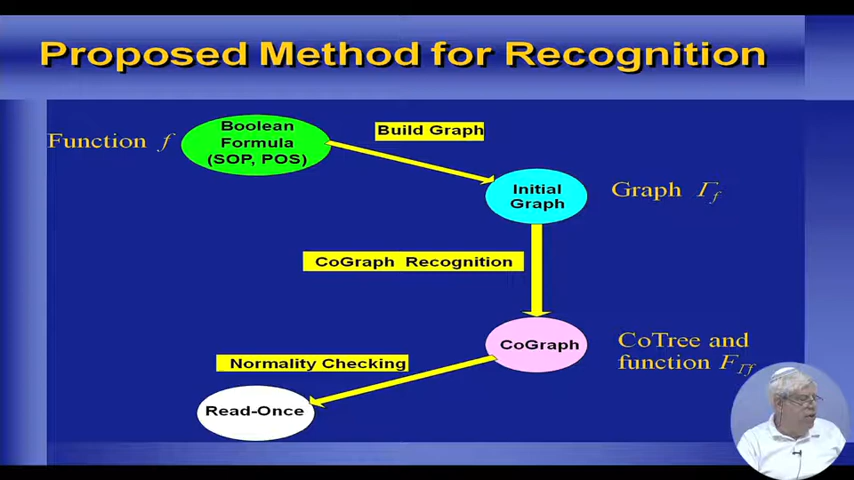 Proposed Method for Recognition
Function f
Boolean
Formula
(SOP, POS)
Build Graph
Initial
Graph
Graph Γf
CoGraph Recognition
CoGraph
CoTree and
function FΓf
Normality Checking
Read-Once